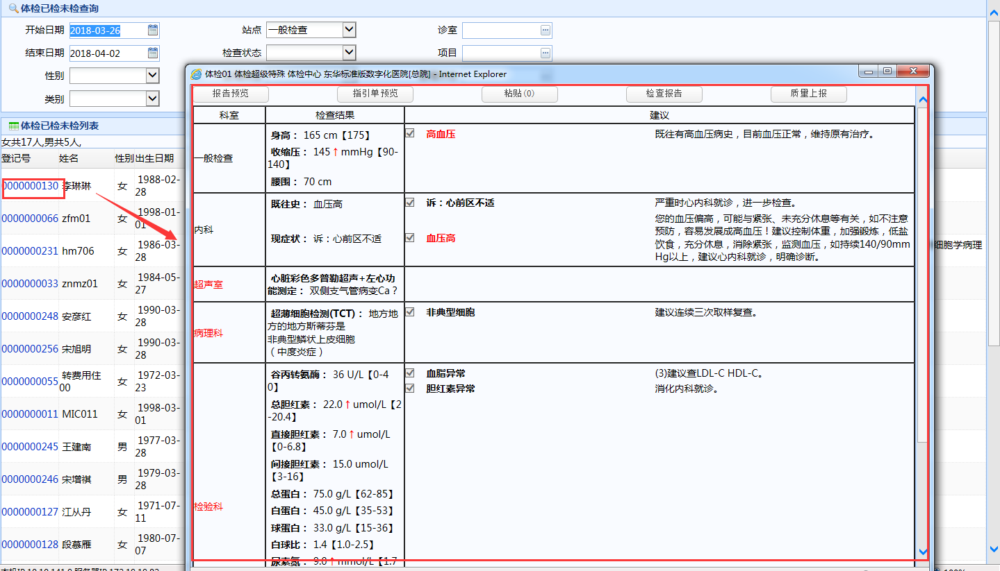 体检已检未检查询
开始日期 2018-03-26 站点 一般检查 诊室
结束日期 2018-04-02 检查状态 项目
性别
类别
体检已检未检列表
女共17人,男共5人,
登记号 姓名 性别 出生日期
0000000130 李琳琳 女 1988-02-
28
0000000066 zfm01 女 1998-01-
01
0000000231 hm706 女 1986-03-
28
细胞学病理
0000000033 znmz01 女 1984-05-
27
0000000248 安彦红 女 1990-03-
28
0000000256 宋旭明 女 1990-03-
28
0000000055 转费用住
00 女 1972-03-
23
0000000011 MIC011 女 1998-03-
01
0000000245 王建南 男 1977-03-
28
0000000246 宋增祺 男 1979-03-
28
0000000127 江从丹 女 1971-07-
11
0000000128 段慕雁 女 1980-07-
07
体检01 体检超级特殊 体检中心 东华标准版数字化医院[总院] - Internet Explorer
报告预览 指引单预览 粘贴(0) 检查报告 质量上报
科室 检查结果 建议
一般检查
身高： 165 cm【175】
收缩压： 145↑mmHg【90-
140】
腰围： 70 cm
高血压 既往有高血压病史，目前血压正常，维持原有治疗。
内科
既往史： 血压高
现症状： 诉：心前区不适
诉：心前区不适 严重时心内科就诊，进一步检查。
血压高
您的血压偏高，可能与紧张、未充分休息等有关，如不注意
预防，容易发展成高血压！建议控制体重，加强锻炼，低盐
饮食，充分休息，消除紧张，监测血压，如持续140/90mm
Hg以上，建议心内科就诊，明确诊断。
超声室
心脏彩色多普勒超声+左心功
能测定： 双侧支气管病变Ca？
病理科
超薄细胞检测(TCT)： 地方地
方的地方斯蒂芬是
非典型鳞状上皮细胞
（中度炎症）
非典型细胞 建议连续三次取样复查。
检验科
谷丙转氨酶： 36 U/L【0-4
0】
总胆红素： 22.0↑umol/L【2
-20.4】
直接胆红素： 7.0↑umol/L
【0-6.8】
间接胆红素： 15.0 umol/L
【3-16】
总蛋白： 75.0 g/L【62-85】
白蛋白： 45.0 g/L【35-53】
球蛋白： 33.0 g/L【15-36】
白球比： 1.4【1.0-2.5】
尿素氮： 9.0↑mmol/L【1.7
血脂异常 (3)建议查LDL-C HDL-C。
胆红素异常 消化内科就诊。